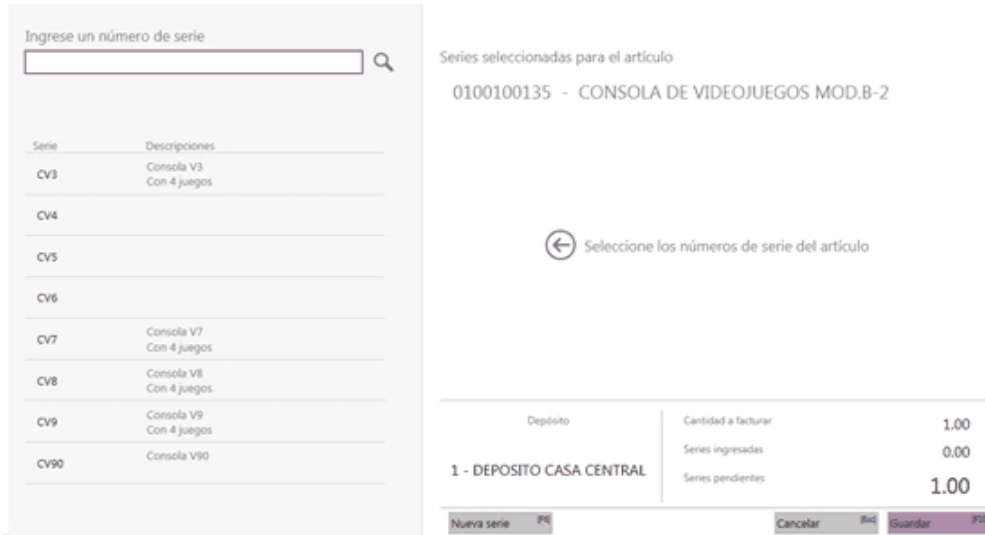 Ingrese un número de serie
Serie Descripciones
CV3 Consola V3
Con 4 juegos
CV4
CV5
CV6
CV7 Consola V7
Con 4 juegos
CV8 Consola V8
Con 4 juegos
CV9 Consola V9
Con 4 juegos
CV90 Consola V90
Series seleccionadas para el artículo
0100100135 - CONSOLA DE VIDEOJUEGOS MOD.B-2
Seleccione los números de serie del artículo
Depósito
1 - DEPOSITO CASA CENTRAL
Cantidad a facturar 1.00
Series ingresadas 0.00
Series pendientes 1.00
Nueva serie
Cancelar [Esc]
Guardar